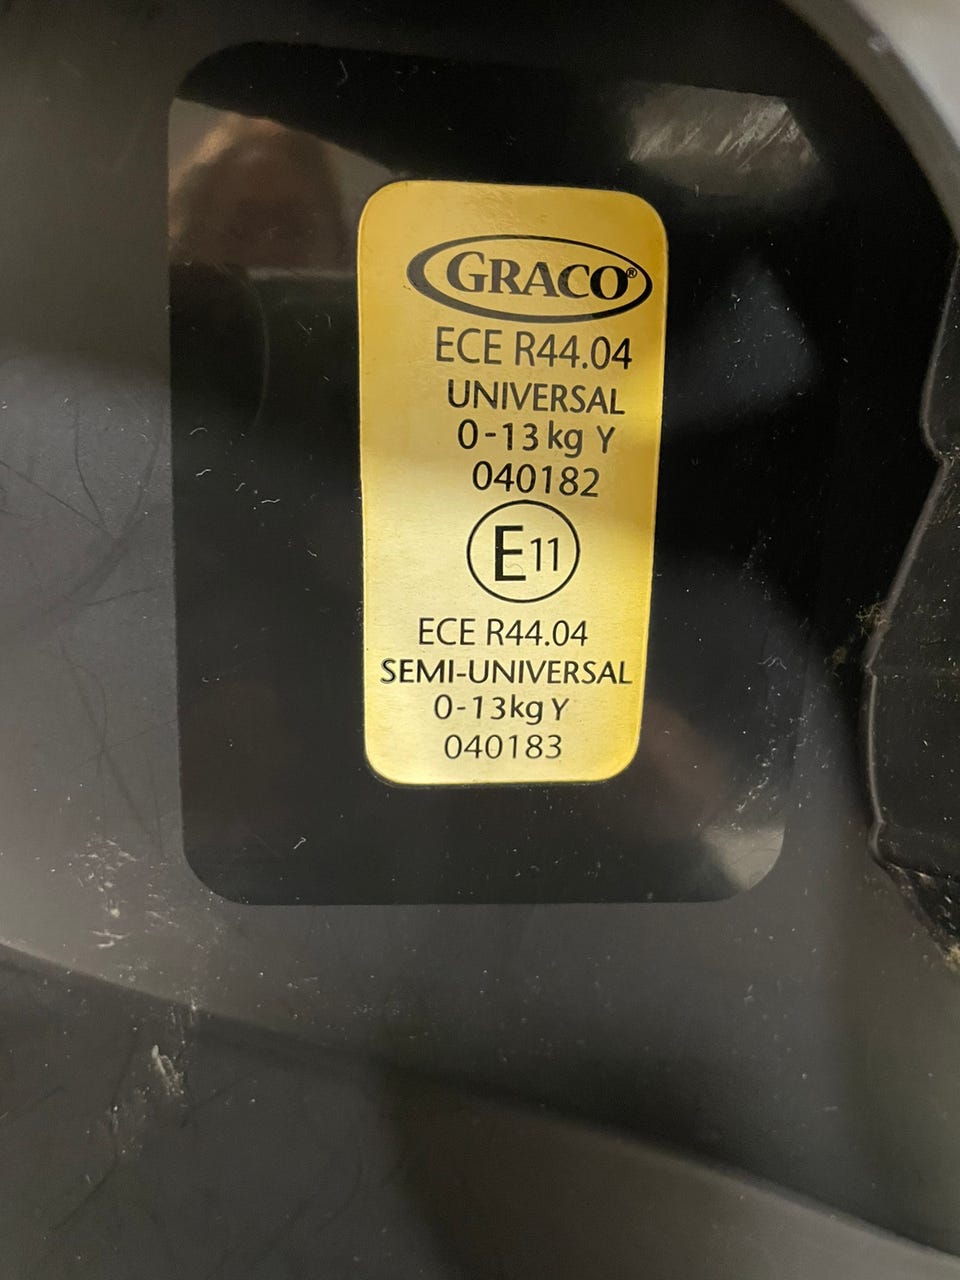 GRACO®
ECE R44.04
UNIVERSAL
0-13kg Y
040182
E11
ECE R44.04
SEMI-UNIVERSAL
0-13kg Y
040183